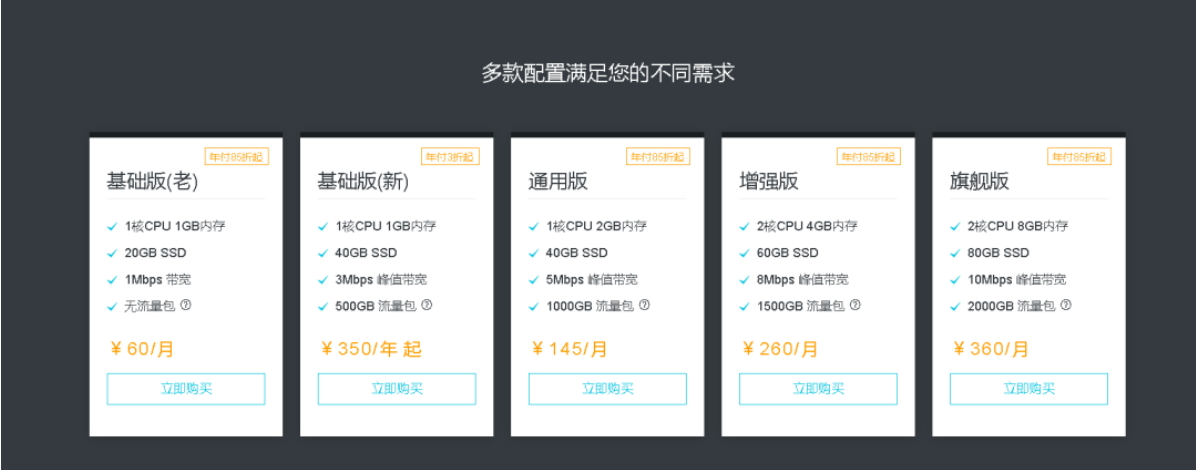 多款配置满足您的不同需求
年付85折起
基础版(老)
1核CPU 1GB内存
20GB SSD
1Mbps 带宽
无流量包 ?
¥ 60/月
立即购买
年付3折起
基础版(新)
1核CPU 1GB内存
40GB SSD
3Mbps 峰值带宽
500GB 流量包 ?
¥ 350/年 起
立即购买
年付85折起
通用版
1核CPU 2GB内存
40GB SSD
5Mbps 峰值带宽
1000GB 流量包 ?
¥ 145/月
立即购买
年付85折起
增强版
2核CPU 4GB内存
60GB SSD
8Mbps 峰值带宽
1500GB 流量包 ?
¥ 260/月
立即购买
年付85折起
旗舰版
2核CPU 8GB内存
80GB SSD
10Mbps 峰值带宽
2000GB 流量包 ?
¥ 360/月
立即购买